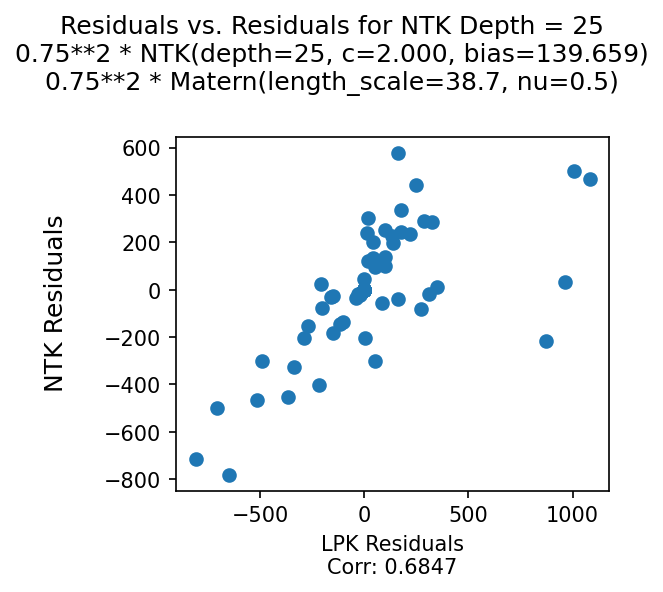 Residuals vs. Residuals for NTK Depth = 25
0.75**2 * NTK(depth=25, c=2.000, bias=139.659)
0.75**2 * Matern(length_scale=38.7, nu=0.5)
600
400
200
0
−200
−400
−600
−800
NTK Residuals
−500
0
500
1000
LPK Residuals
Corr: 0.6847